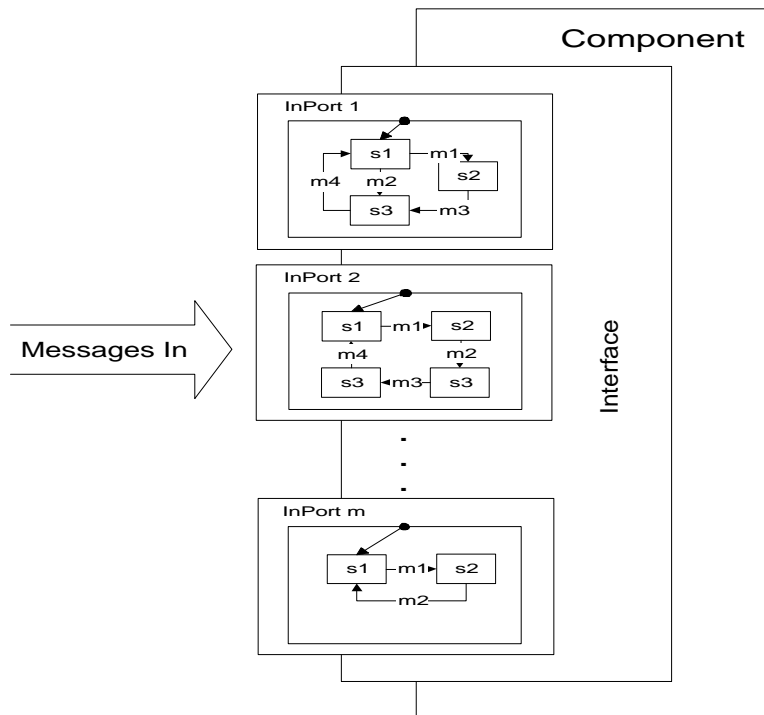 Component
InPort 1
s1
m1
s2
m4
m2
s3
m3
InPort 2
s1
m1
s2
Messages In
m4
m2
s3
m3
s3
Interface
InPort m
s1
m1
s2
m2